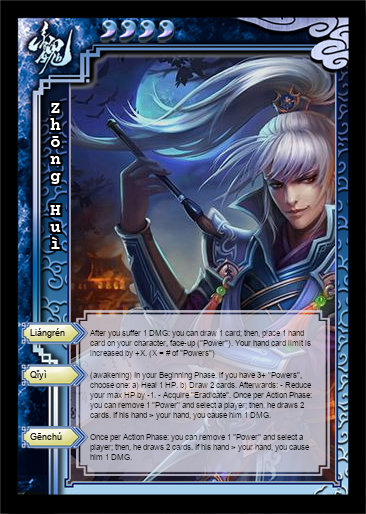 魏
Zhōng Huì
Liángrén
After you suffer 1 DMG: you can draw 1 card; then, place 1 hand
card on your character, face-up ("Power"). Your hand card limit is
increased by +X. (X = # of "Powers")
Qǐyì
(awakening) In your Beginning Phase. If you have 3+ "Powers",
choose one: a) Heal 1 HP. b) Draw 2 cards. Afterwards: - Reduce
your max HP by -1. - Acquire "Eradicate". Once per Action Phase:
you can remove 1 "Power" and select a player; then, he draws 2
cards. If his hand > your hand, you cause him 1 DMG.
Gēnchú
Once per Action Phase: you can remove 1 "Power" and select a
player; then, he draws 2 cards. If his hand > your hand, you cause
him 1 DMG.